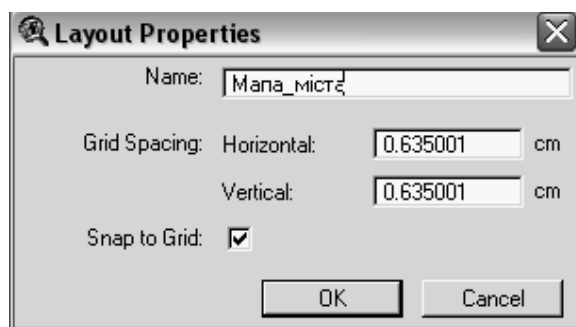 Layout Properties
Name: Мапа_міста
Grid Spacing: Horizontal: 0.635001 cm
Vertical: 0.635001 cm
Snap to Grid:
OK Cancel